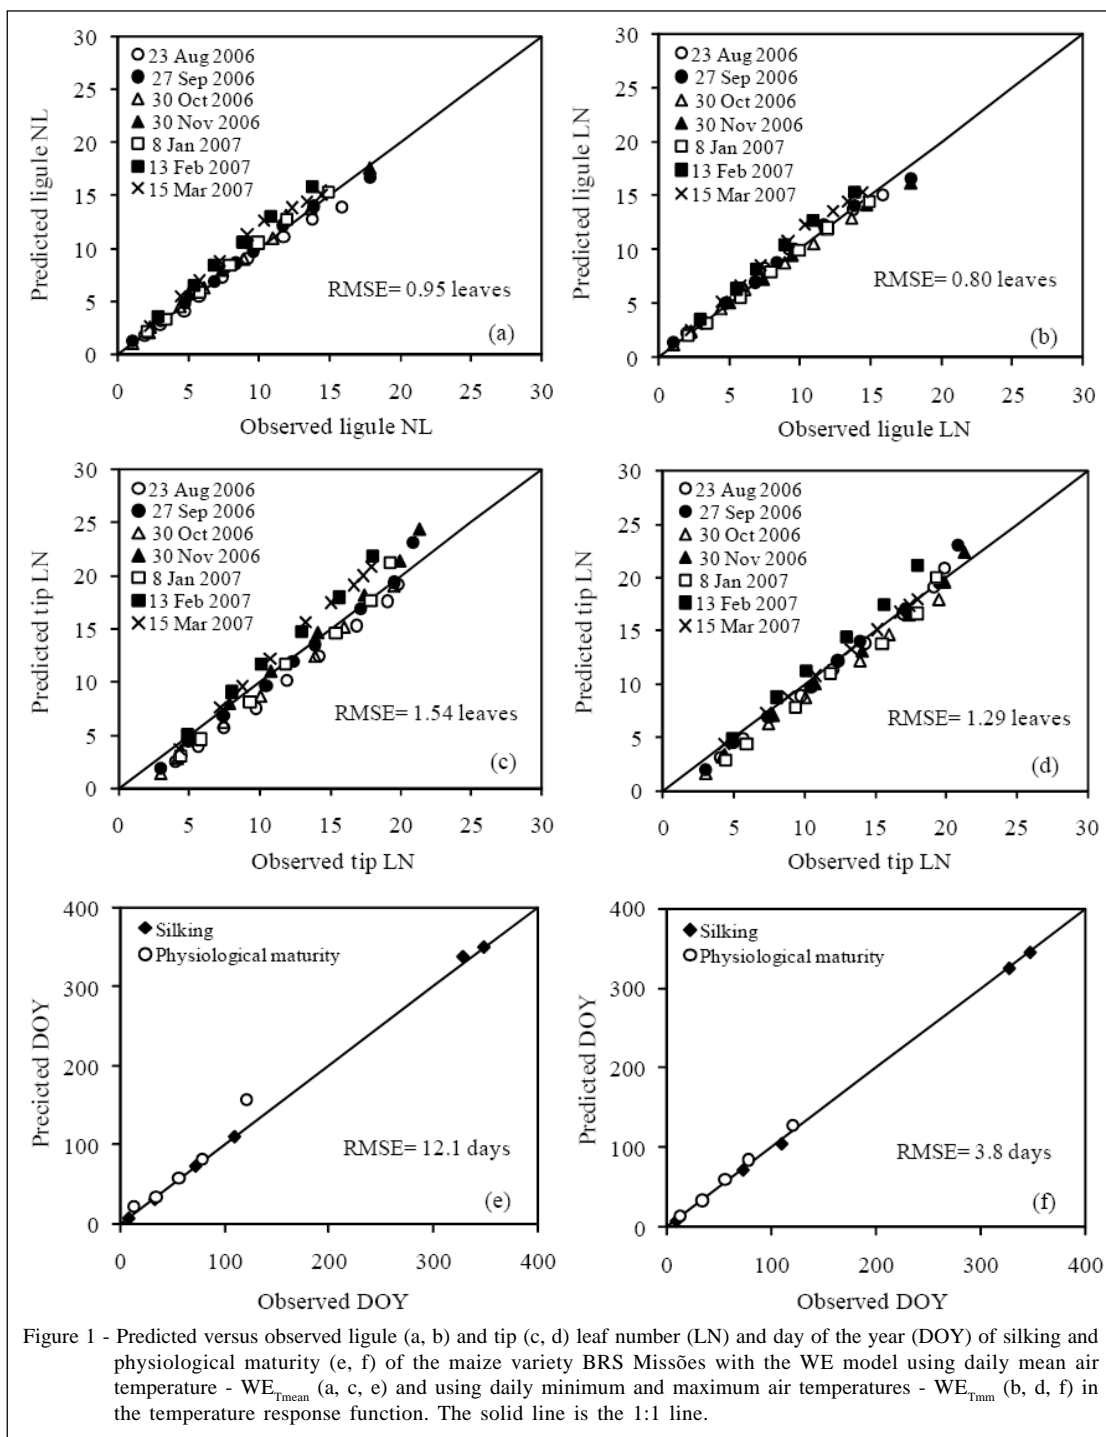 30
25
20
15
10
5
0
Predicted ligule NL
23 Aug 2006
27 Sep 2006
30 Oct 2006
30 Nov 2006
8 Jan 2007
13 Feb 2007
15 Mar 2007
RMSE= 0.95 leaves
(a)
0 5 10 15 20 25 30
Observed ligule NL
30
25
20
15
10
5
0
Predicted ligule LN
23 Aug 2006
27 Sep 2006
30 Oct 2006
30 Nov 2006
8 Jan 2007
13 Feb 2007
15 Mar 2007
RMSE= 0.80 leaves
(b)
0 5 10 15 20 25 30
Observed ligule LN
30
25
20
15
10
5
0
Predicted tip LN
23 Aug 2006
27 Sep 2006
30 Oct 2006
30 Nov 2006
8 Jan 2007
13 Feb 2007
15 Mar 2007
RMSE= 1.54 leaves
(c)
0 5 10 15 20 25 30
Observed tip LN
30
25
20
15
10
5
0
Predicted tip LN
23 Aug 2006
27 Sep 2006
30 Oct 2006
30 Nov 2006
8 Jan 2007
13 Feb 2007
15 Mar 2007
RMSE= 1.29 leaves
(d)
0 5 10 15 20 25 30
Observed tip LN
400
300
200
100
0
Precicted DOY
Silking
Physiological maturity
RMSE= 12.1 days
(e)
0 100 200 300 400
Observed DOY
400
300
200
100
0
Predicted DOY
Silking
Physiological maturity
RMSE= 3.8 days
(f)
0 100 200 300 400
Observed DOY
Figure 1 - Predicted versus observed ligule (a, b) and tip (c, d) leaf number (LN) and day of the year (DOY) of silking and
physiological maturity (e, f) of the maize variety BRS Missões with the WE model using daily mean air
temperature - WE Tmean (a, c, e) and using daily minimum and maximum air temperatures - WE Tmm (b, d, f) in
the temperature response function. The solid line is the 1:1 line.